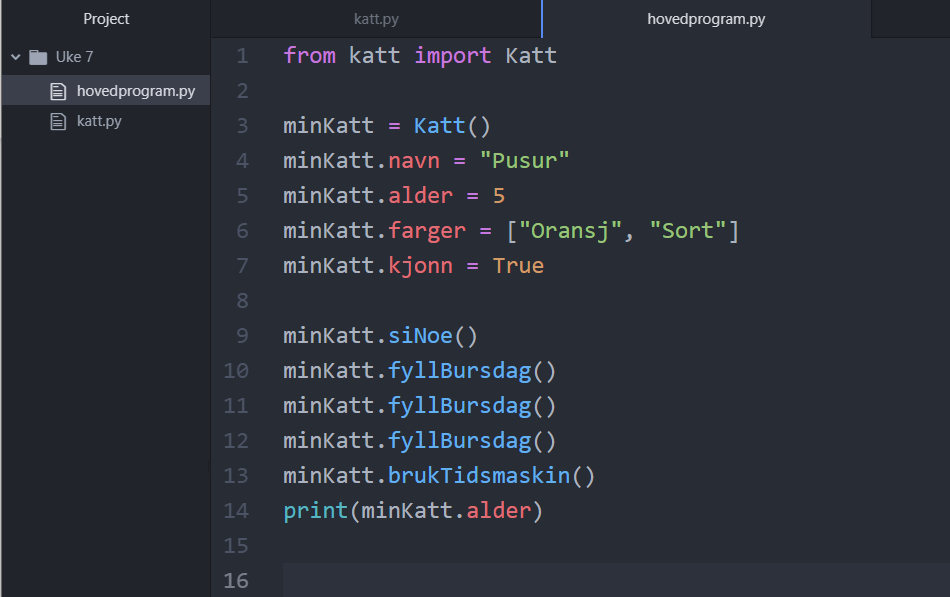 Project
Uke 7
hovedprogram.py
katt.py
katt.py
hovedprogram.py
1 from katt import Katt
2
3 minKatt = Katt()
4 minKatt.navn = "Pusur"
5 minKatt.alder = 5
6 minKatt.farger = ["Oransj", "Sort"]
7 minKatt.kjonn = True
8
9 minKatt.siNoe()
10 minKatt.fyllBursdag()
11 minKatt.fyllBursdag()
12 minKatt.fyllBursdag()
13 minKatt.brukTidsmaskin()
14 print(minKatt.alder)
15
16